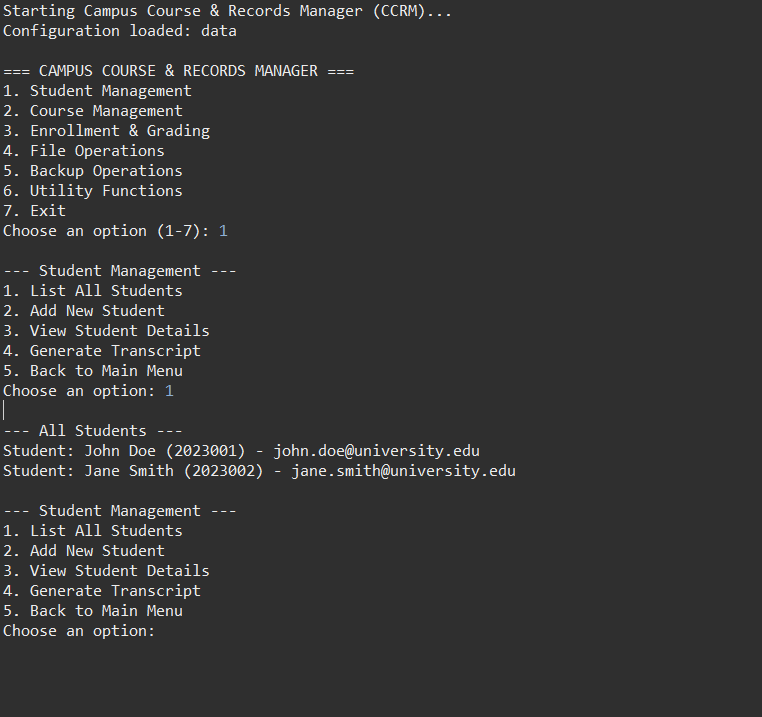 Starting Campus Course & Records Manager (CCRM)...
Configuration loaded: data
=== CAMPUS COURSE & RECORDS MANAGER ===
1. Student Management
2. Course Management
3. Enrollment & Grading
4. File Operations
5. Backup Operations
6. Utility Functions
7. Exit
Choose an option (1-7): 1
--- Student Management ---
1. List All Students
2. Add New Student
3. View Student Details
4. Generate Transcript
5. Back to Main Menu
Choose an option: 1
--- All Students ---
Student: John Doe (2023001) - john.doe@university.edu
Student: Jane Smith (2023002) - jane.smith@university.edu
--- Student Management ---
1. List All Students
2. Add New Student
3. View Student Details
4. Generate Transcript
5. Back to Main Menu
Choose an option: